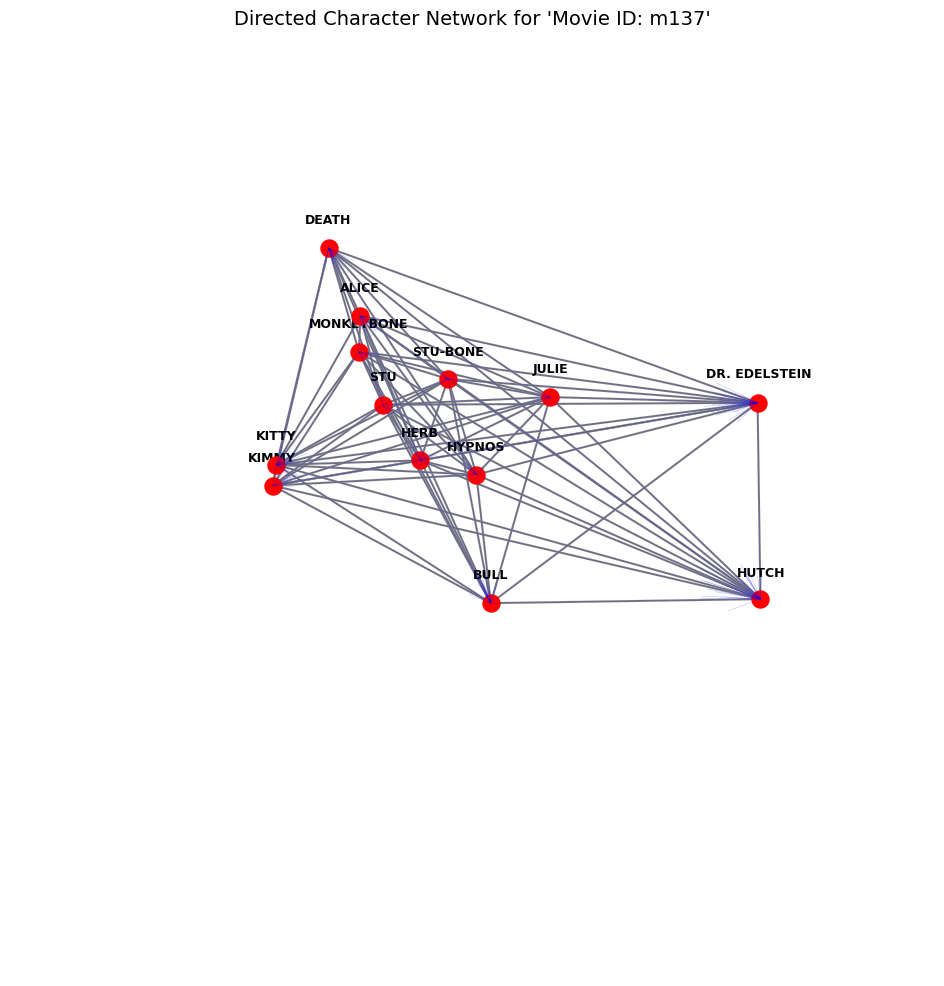 Directed Character Network for 'Movie ID: m137'
DEATH
ALICE
MONKEYBONE
STU-BONE
JULIE
DR. EDELSTEIN
STU
HERB
KITTY
HYPNOS
KIMMY
BULL
HUTCH